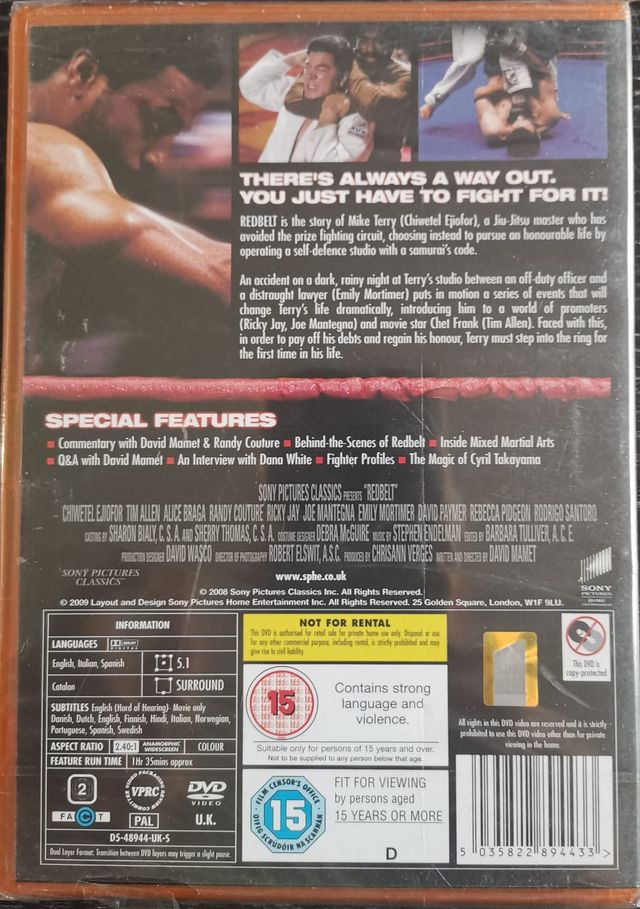 THERE'S ALWAYS A WAY OUT.
YOU JUST HAVE TO FIGHT FOR IT!
REDBELT is the story of Mike Terry (Chiwetel Ejiofor), a Jiu-Jitsu master who has
avoided the prize fighting circuit, choosing instead to pursue an honourable life by
operating a self-defence studio with a samurai's code.
An accident on a dark, rainy night at Terry's studio between an off-duty officer and
a distraught lawyer (Emily Mortimer) puts in motion a series of events that will
change Terry's life dramatically, introducing him to a world of promoters
(Ricky Jay, Joe Mantegna) and movie star Chet Frank (Tim Allen). Faced with this,
in order to pay off his debts and regain his honour, Terry must step into the ring for
the first time in his life.
SPECIAL FEATURES
■ Commentary with David Mamet & Randy Couture ■ Behind-the-Scenes of Redbelt ■ Inside Mixed Martial Arts
■ Q&A with David Mamet ■ An Interview with Dana White ■ Fighter Profiles ■ The Magic of Cyril Takayama
SONY PICTURES CLASSICS PRESENTS "REDBELT"
CHIWETEL EJIOFOR TIM ALLEN ALICE BRAGA RANDY COUTURE RICKY JAY JOE MANTEGNA EMILY MORTIMER DAVID PAYMER REBECCA PIDGEON RODRIGO SANTORO
CASTING BY SHARON BIALY, C.S.A. AND SHERRY THOMAS, C.S.A. COSTUME DESIGNER DEBRA McGUIRE MUSIC BY STEPHEN ENDELMAN EDITED BY BARBARA TULLIVER, A.C.E.
PRODUCTION DESIGNER DAVID WASCO DIRECTOR OF PHOTOGRAPHY ROBERT ELSWIT, A.S.C. PRODUCED BY CHRISANN VERGES WRITTEN AND DIRECTED BY DAVID MAMET
SONY PICTURES
CLASSICS™
www.sphe.co.uk
SONY
PICTURES
HOME
© 2008 Sony Pictures Classics Inc. All Rights Reserved.
© 2009 Layout and Design Sony Pictures Home Entertainment Inc. All Rights Reserved. 25 Golden Square, London, W1F 9LU.
INFORMATION
LANGUAGES DOLBY DIGITAL
English, Italian, Spanish 5.1
Catalan SURROUND
SUBTITLES English (Hard of Hearing)- Movie only
Danish, Dutch, English, Finnish, Hindi, Italian, Norwegian,
Portuguese, Spanish, Swedish
ASPECT RATIO 2.40:1 ANAMORPHIC WIDESCREEN COLOUR
FEATURE RUN TIME 1Hr 35mins approx
2
VIDEO PACKAGING REVIEW COMMITTEE
VPRC
DVD
VIDEO
FACT
PAL
U.K.
D5-48944-UK-S
Dual Layer Format. Transition between DVD layers may trigger a slight pause.
NOT FOR RENTAL
This DVD is authorised for retail sale for private home use only. Disposal or use
for any other commercial purpose, including rental, is strictly prohibited and may
give rise to civil liability.
15
Contains strong
language and
violence.
Suitable only for persons of 15 years and over.
Not to be supplied to any person below that age.
FILM CENSOR'S OFFICE
15
OIFIG SCRÚDÓIR NA SCANNÁN
FIT FOR VIEWING
by persons aged
15 YEARS OR MORE
D
This DVD is
copy-protected
All rights in this DVD video are reserved and it is strictly
prohibited to use this DVD video other than for private
viewing in the home.
5 035822 894433 >